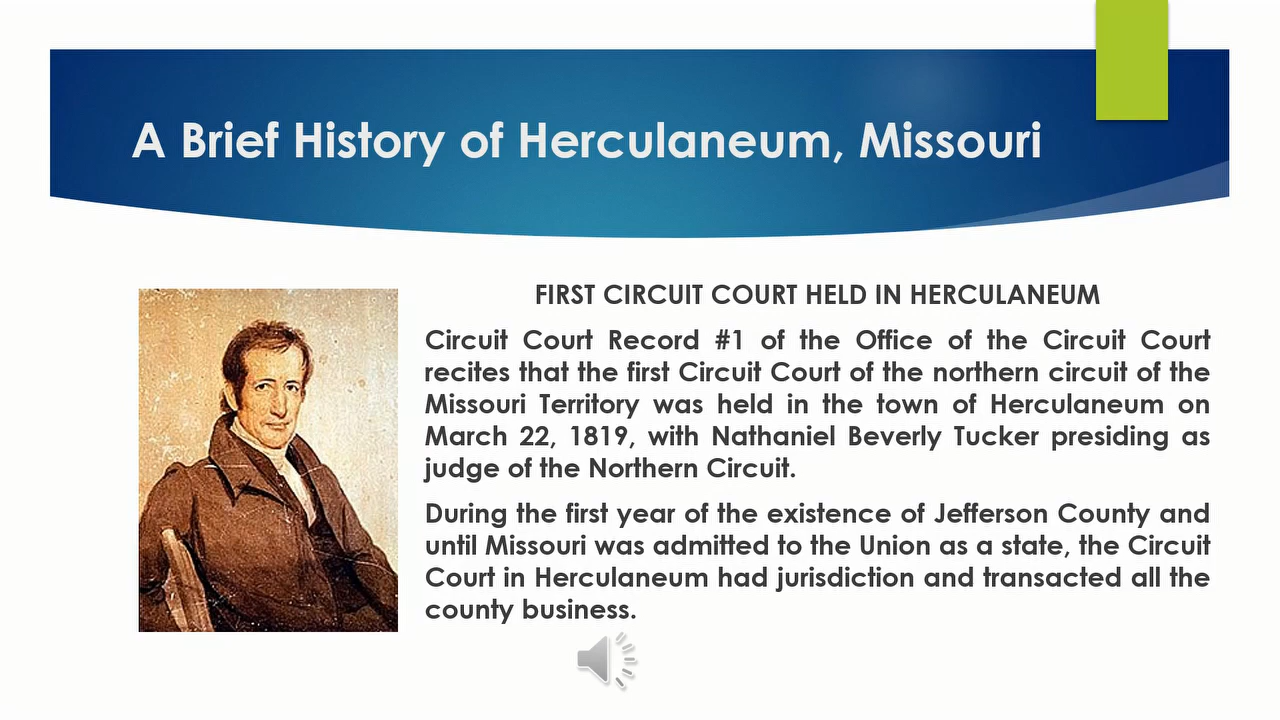 A Brief History of Herculaneum, Missouri
FIRST CIRCUIT COURT HELD IN HERCULANEUM
Circuit Court Record #1 of the Office of the Circuit Court
recites that the first Circuit Court of the northern circuit of the
Missouri Territory was held in the town of Herculaneum on
March 22, 1819, with Nathaniel Beverly Tucker presiding as
judge of the Northern Circuit.
During the first year of the existence of Jefferson County and
until Missouri was admitted to the Union as a state, the Circuit
Court in Herculaneum had jurisdiction and transacted all the
county business.